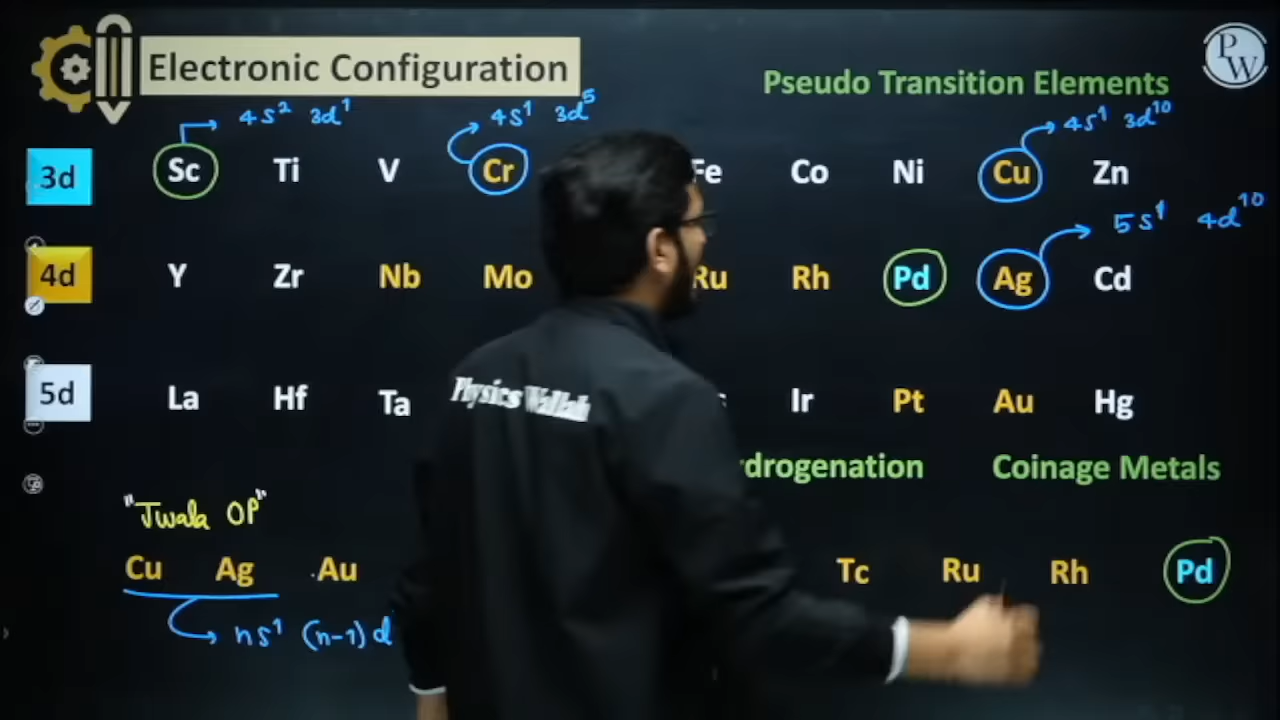 Electronic Configuration
Pseudo Transition Elements
PW
4s² 3d¹
4s¹ 3d⁵
4s¹ 3d¹⁰
3d Sc Ti V Cr Fe Co Ni Cu Zn
5s¹ 4d¹⁰
4d Y Zr Nb Mo Ru Rh Pd Ag Cd
5d La Hf Ta Ir Pt Au Hg
Physics Wallah
drogenation Coinage Metals
"Jwala OP"
Cu Ag Au Tc Ru Rh Pd
ns¹ (n-1) d